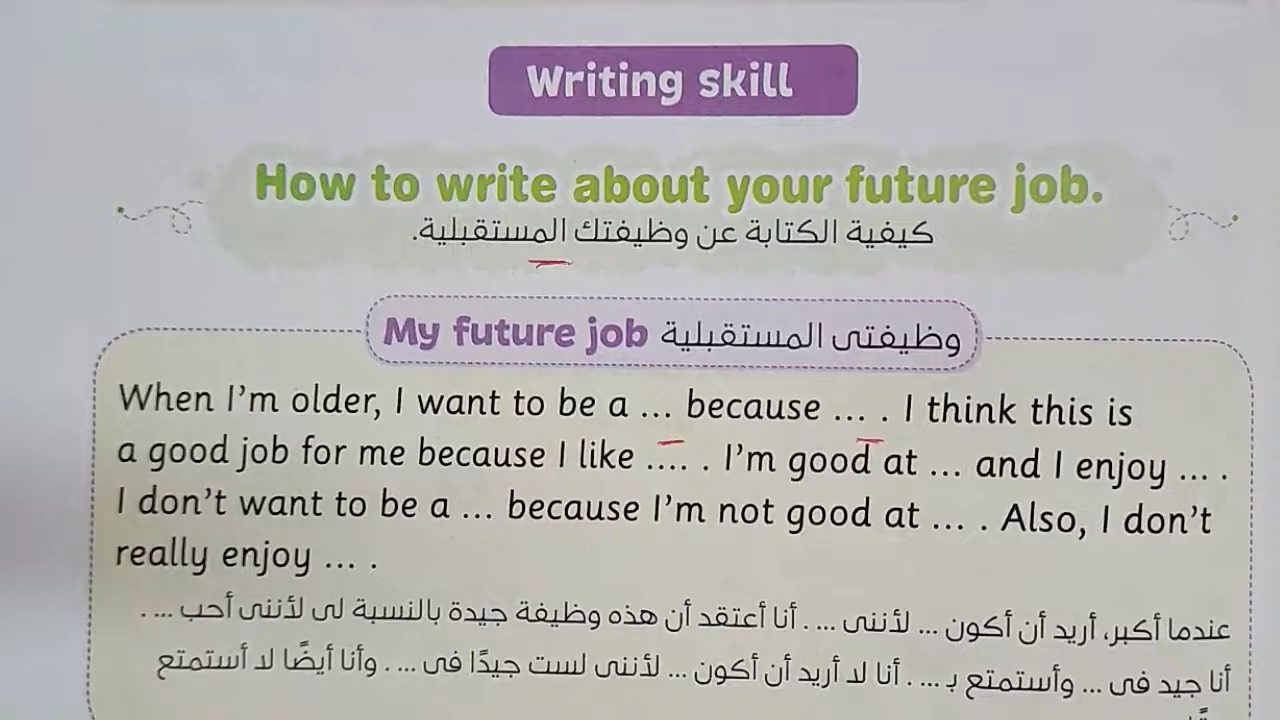 Writing skill
How to write about your future job.
كيفية الكتابة عن وظيفتك المستقبلية.
My future job وظيفتى المستقبلية
When I'm older, I want to be a ... because ... . I think this is
a good job for me because I like .... . I'm good at ... and I enjoy ... .
I don't want to be a ... because I'm not good at ... . Also, I don't
really enjoy ... .
عندما أكبر، أريد أن أكون ... لأننى ... . أنا أعتقد أن هذه وظيفة جيدة بالنسبة لى لأننى أحب ... .
أنا جيد فى ... وأستمتع بـ ... . أنا لا أريد أن أكون ... لأننى لست جيدًا فى ... . وأنا أيضًا لا أستمتع